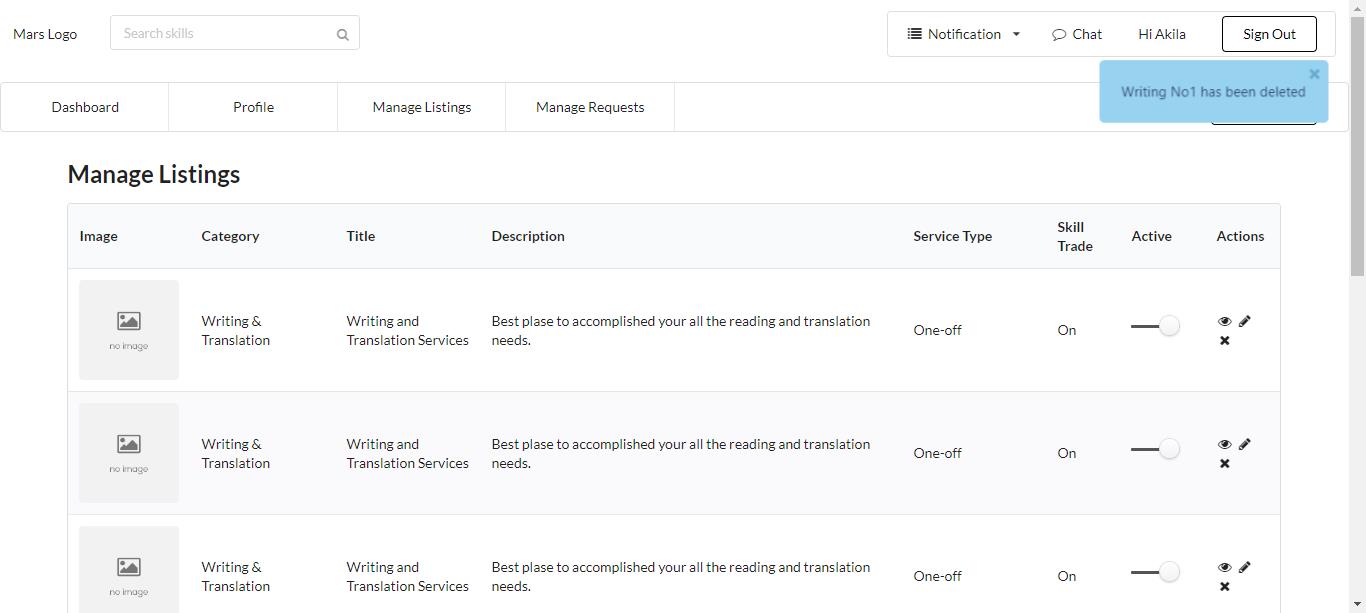 Mars Logo
Search skills
Notification
Chat
Hi Akila
Sign Out
Writing No1 has been deleted
Dashboard
Profile
Manage Listings
Manage Requests
Manage Listings
Image
Category
Title
Description
Service Type
Skill
Trade
Active
Actions
no image
Writing &
Translation
Writing and
Translation Services
Best plase to accomplished your all the reading and translation
needs.
One-off
On
no image
Writing &
Translation
Writing and
Translation Services
Best plase to accomplished your all the reading and translation
needs.
One-off
On
no image
Writing &
Translation
Writing and
Translation Services
Best plase to accomplished your all the reading and translation
needs.
One-off
On